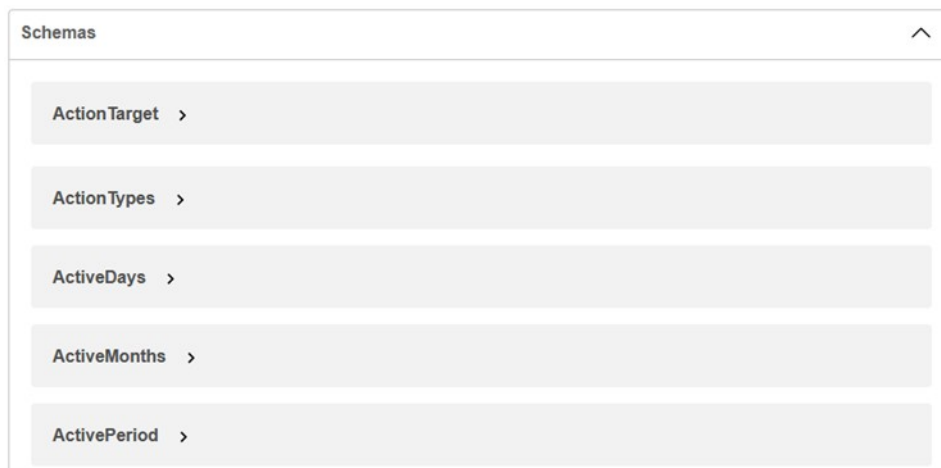 Schemas
ActionTarget
ActionTypes
ActiveDays
ActiveMonths
ActivePeriod